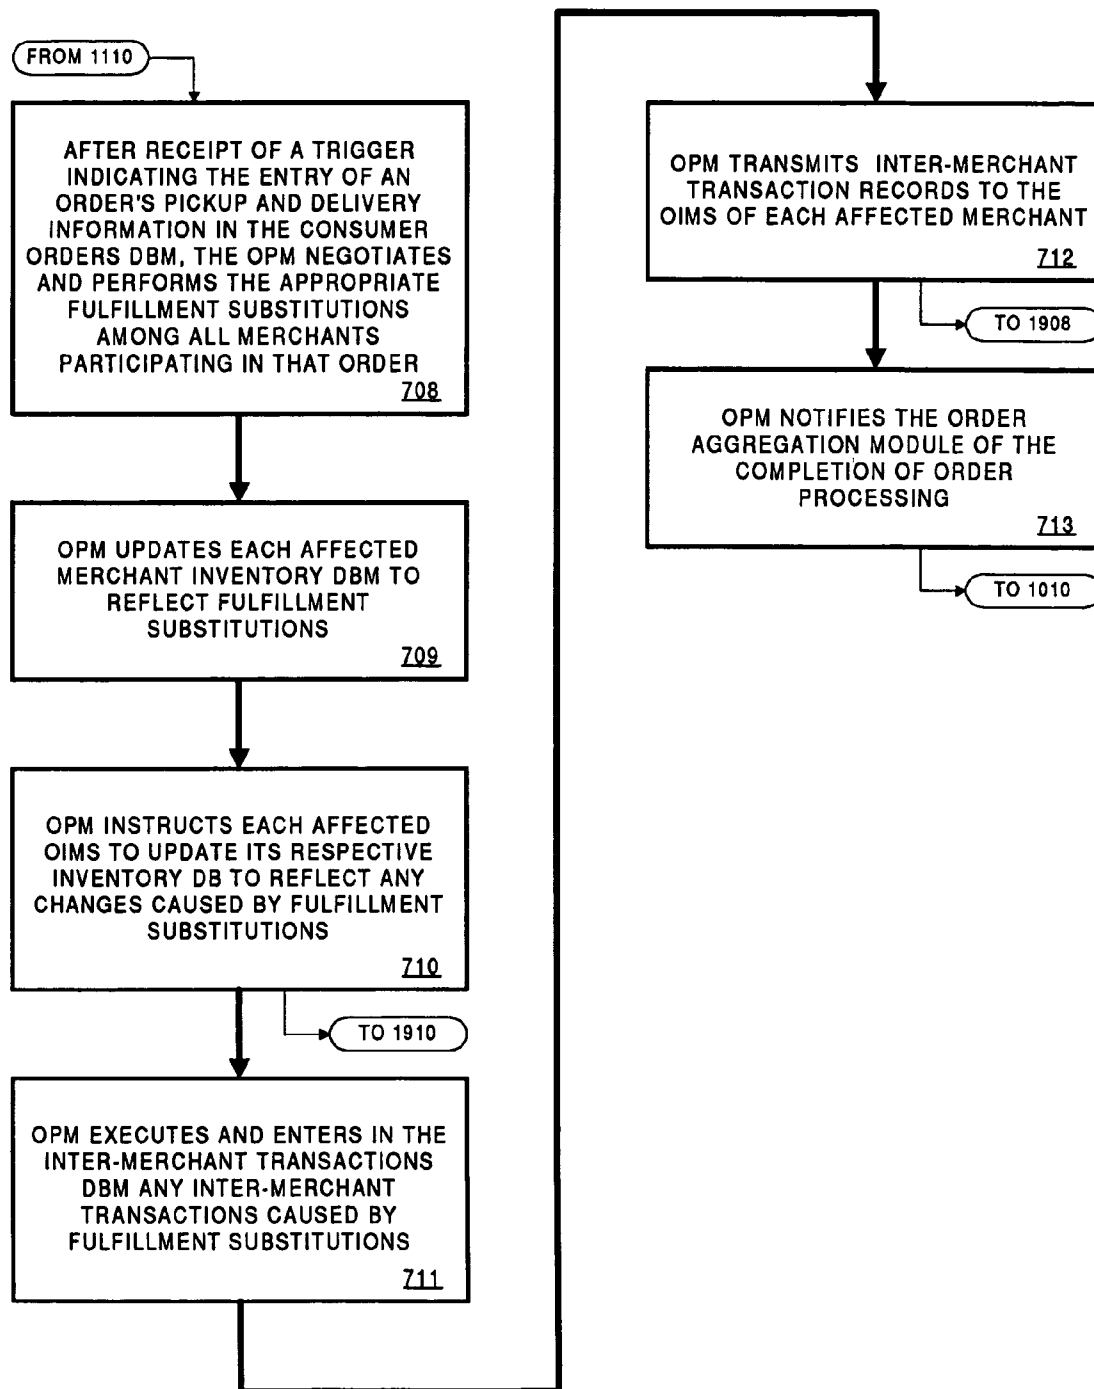 FROM 1110
AFTER RECEIPT OF A TRIGGER
INDICATING THE ENTRY OF AN
ORDER'S PICKUP AND DELIVERY
INFORMATION IN THE CONSUMER
ORDERS DBM, THE OPM NEGOTIATES
AND PERFORMS THE APPROPRIATE
FULFILLMENT SUBSTITUTIONS
AMONG ALL MERCHANTS
PARTICIPATING IN THAT ORDER
708
OPM UPDATES EACH AFFECTED
MERCHANT INVENTORY DBM TO
REFLECT FULFILLMENT
SUBSTITUTIONS
709
OPM INSTRUCTS EACH AFFECTED
OIMS TO UPDATE ITS RESPECTIVE
INVENTORY DB TO REFLECT ANY
CHANGES CAUSED BY FULFILLMENT
SUBSTITUTIONS
710
TO 1910
OPM EXECUTES AND ENTERS IN THE
INTER-MERCHANT TRANSACTIONS
DBM ANY INTER-MERCHANT
TRANSACTIONS CAUSED BY
FULFILLMENT SUBSTITUTIONS
711
OPM TRANSMITS INTER-MERCHANT
TRANSACTION RECORDS TO THE
OIMS OF EACH AFFECTED MERCHANT
712
TO 1908
OPM NOTIFIES THE ORDER
AGGREGATION MODULE OF THE
COMPLETION OF ORDER
PROCESSING
713
TO 1010